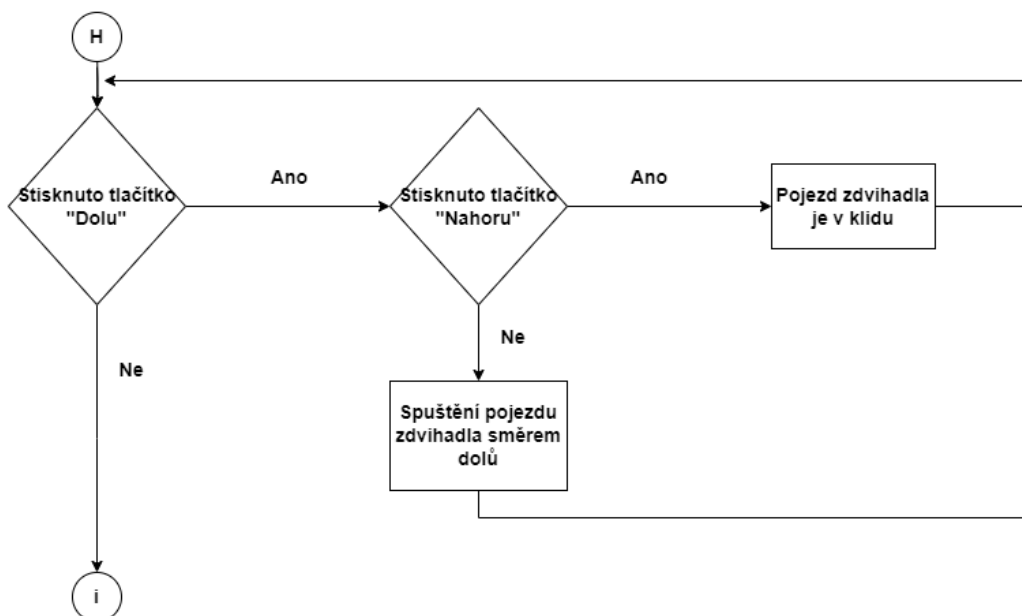 H
Stisknuto tlačítko
"Dolu"
Ano
Stisknuto tlačítko
"Nahoru"
Ano
Pojezd zdvihadla
je v klidu
Ne
Ne
Spuštění pojezdu
zdvihadla směrem
dolů
i